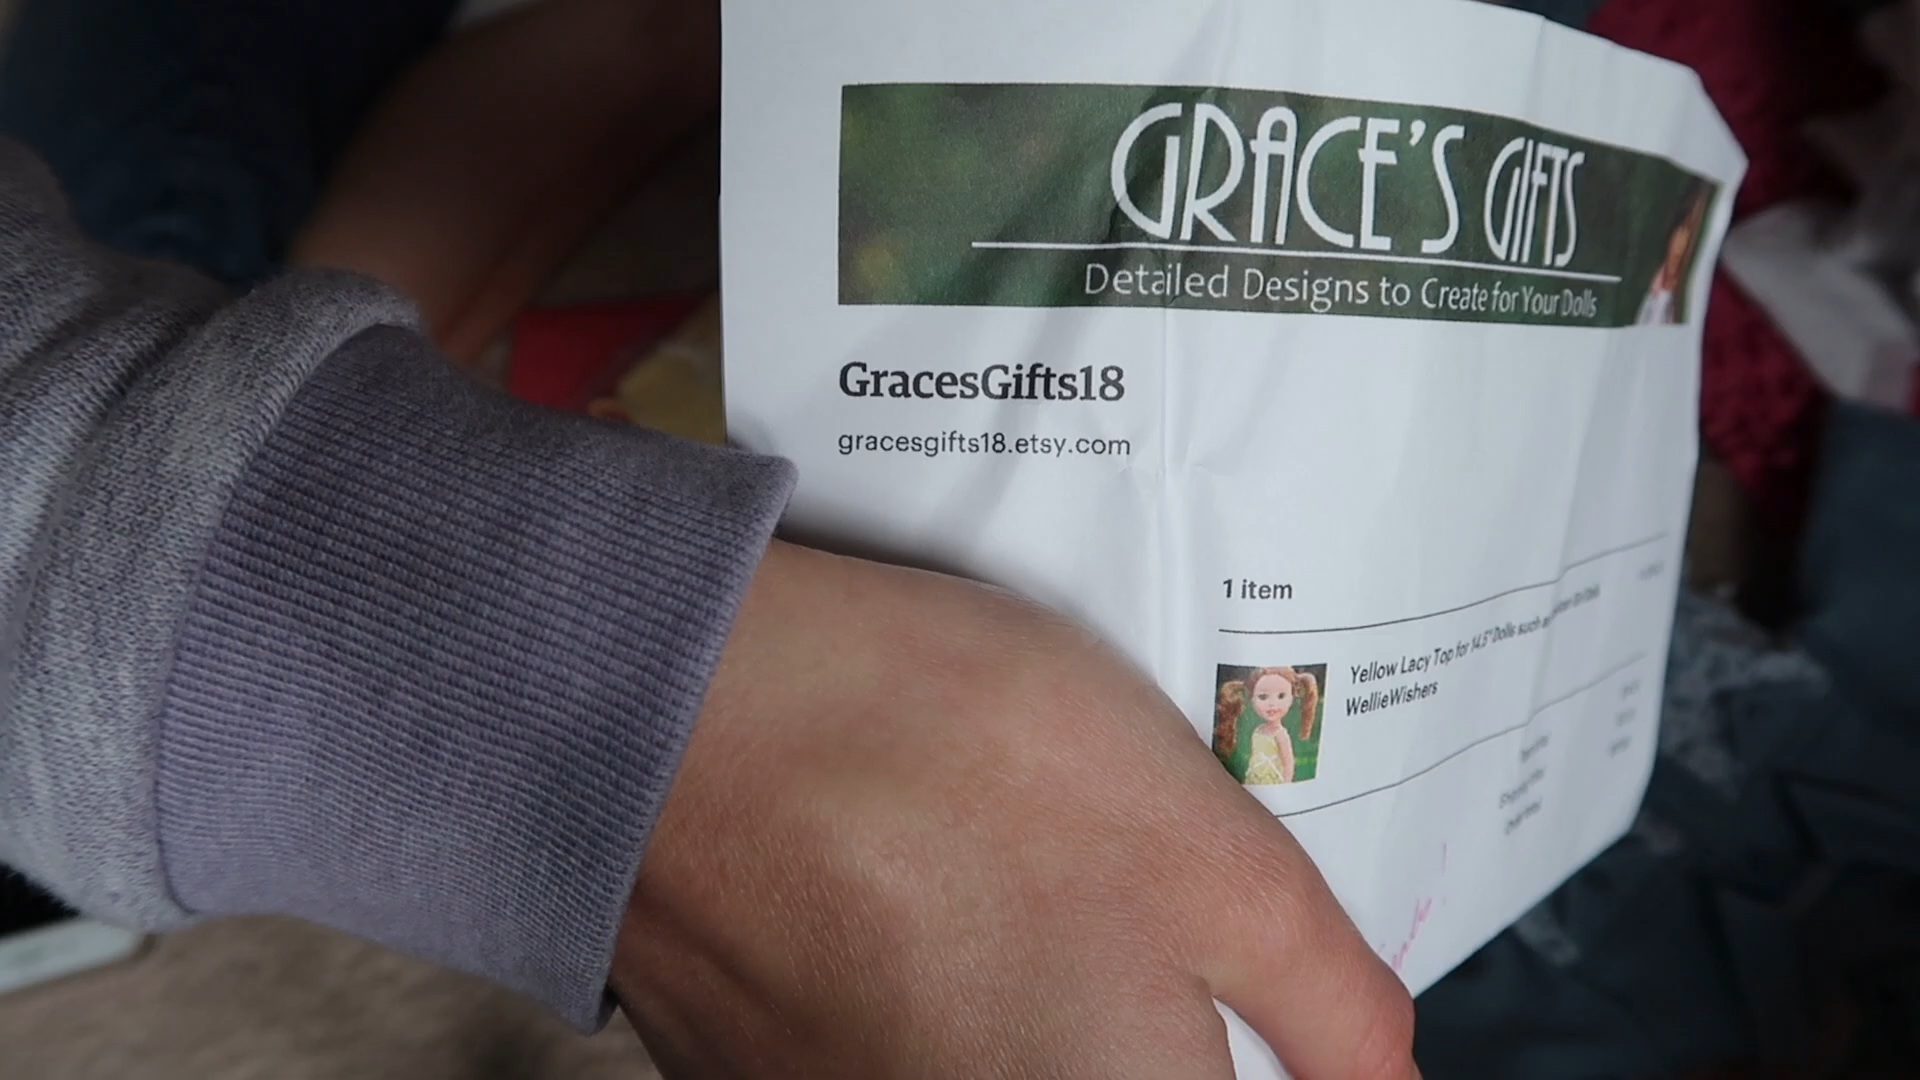 GRACE'S GIFTS
Detailed Designs to Create for Your Dolls
GracesGifts18
gracesgifts18.etsy.com
1 item
Yellow Lacy Top for 14.5" Dolls such as
WellieWishers